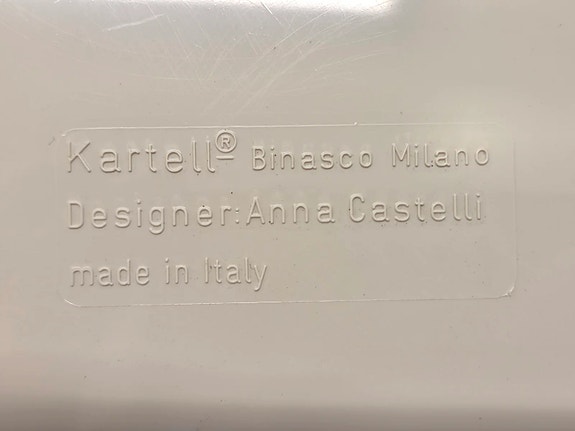 Kartell® Binasco Milano
Designer: Anna Castelli
made in Italy